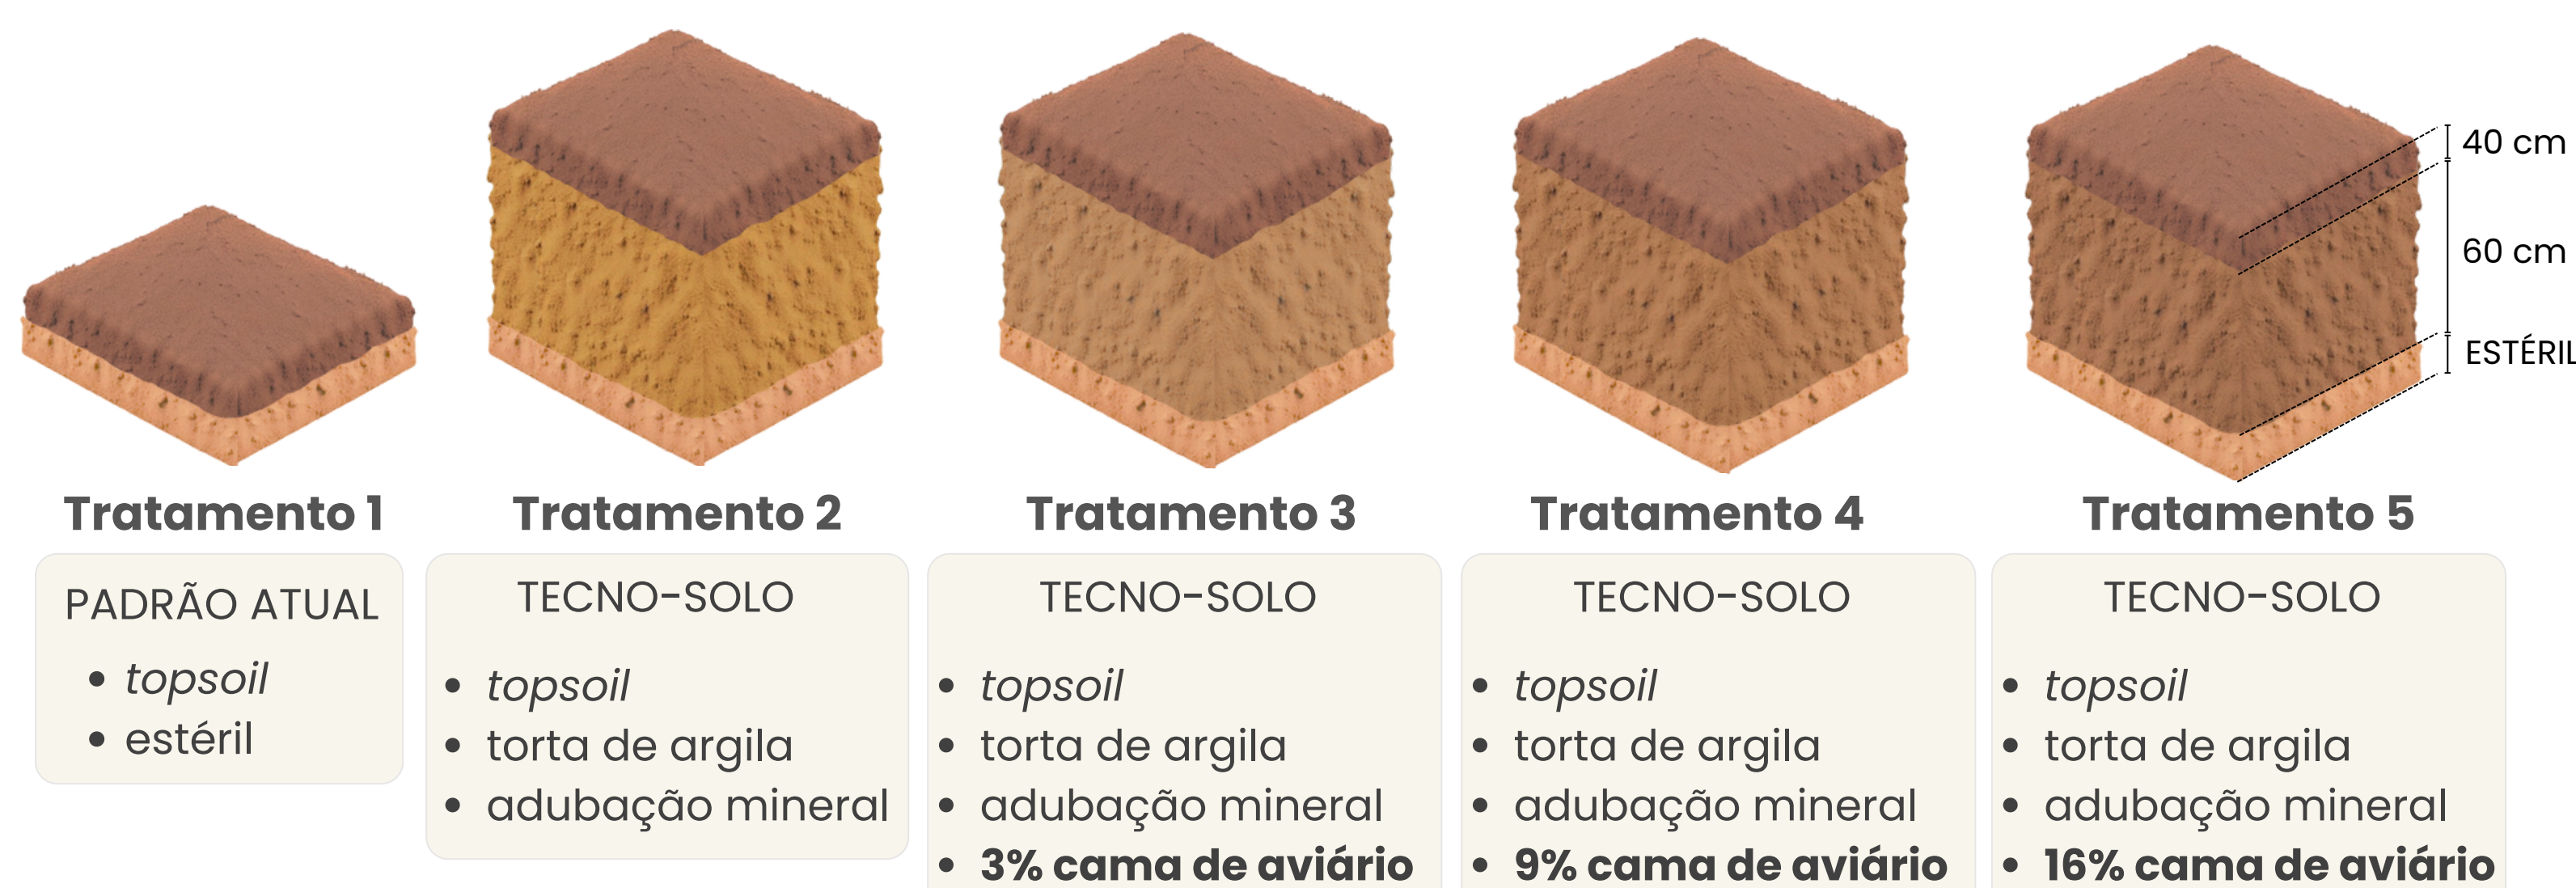 40 cm
60 cm
ESTÉRIL
Tratamento 1
PADRÃO ATUAL
• topsoil
• estéril
Tratamento 2
TECNO-SOLO
• topsoil
• torta de argila
• adubação mineral
Tratamento 3
TECNO-SOLO
• topsoil
• torta de argila
• adubação mineral
• 3% cama de aviário
Tratamento 4
TECNO-SOLO
• topsoil
• torta de argila
• adubação mineral
• 9% cama de aviário
Tratamento 5
TECNO-SOLO
• topsoil
• torta de argila
• adubação mineral
• 16% cama de aviário